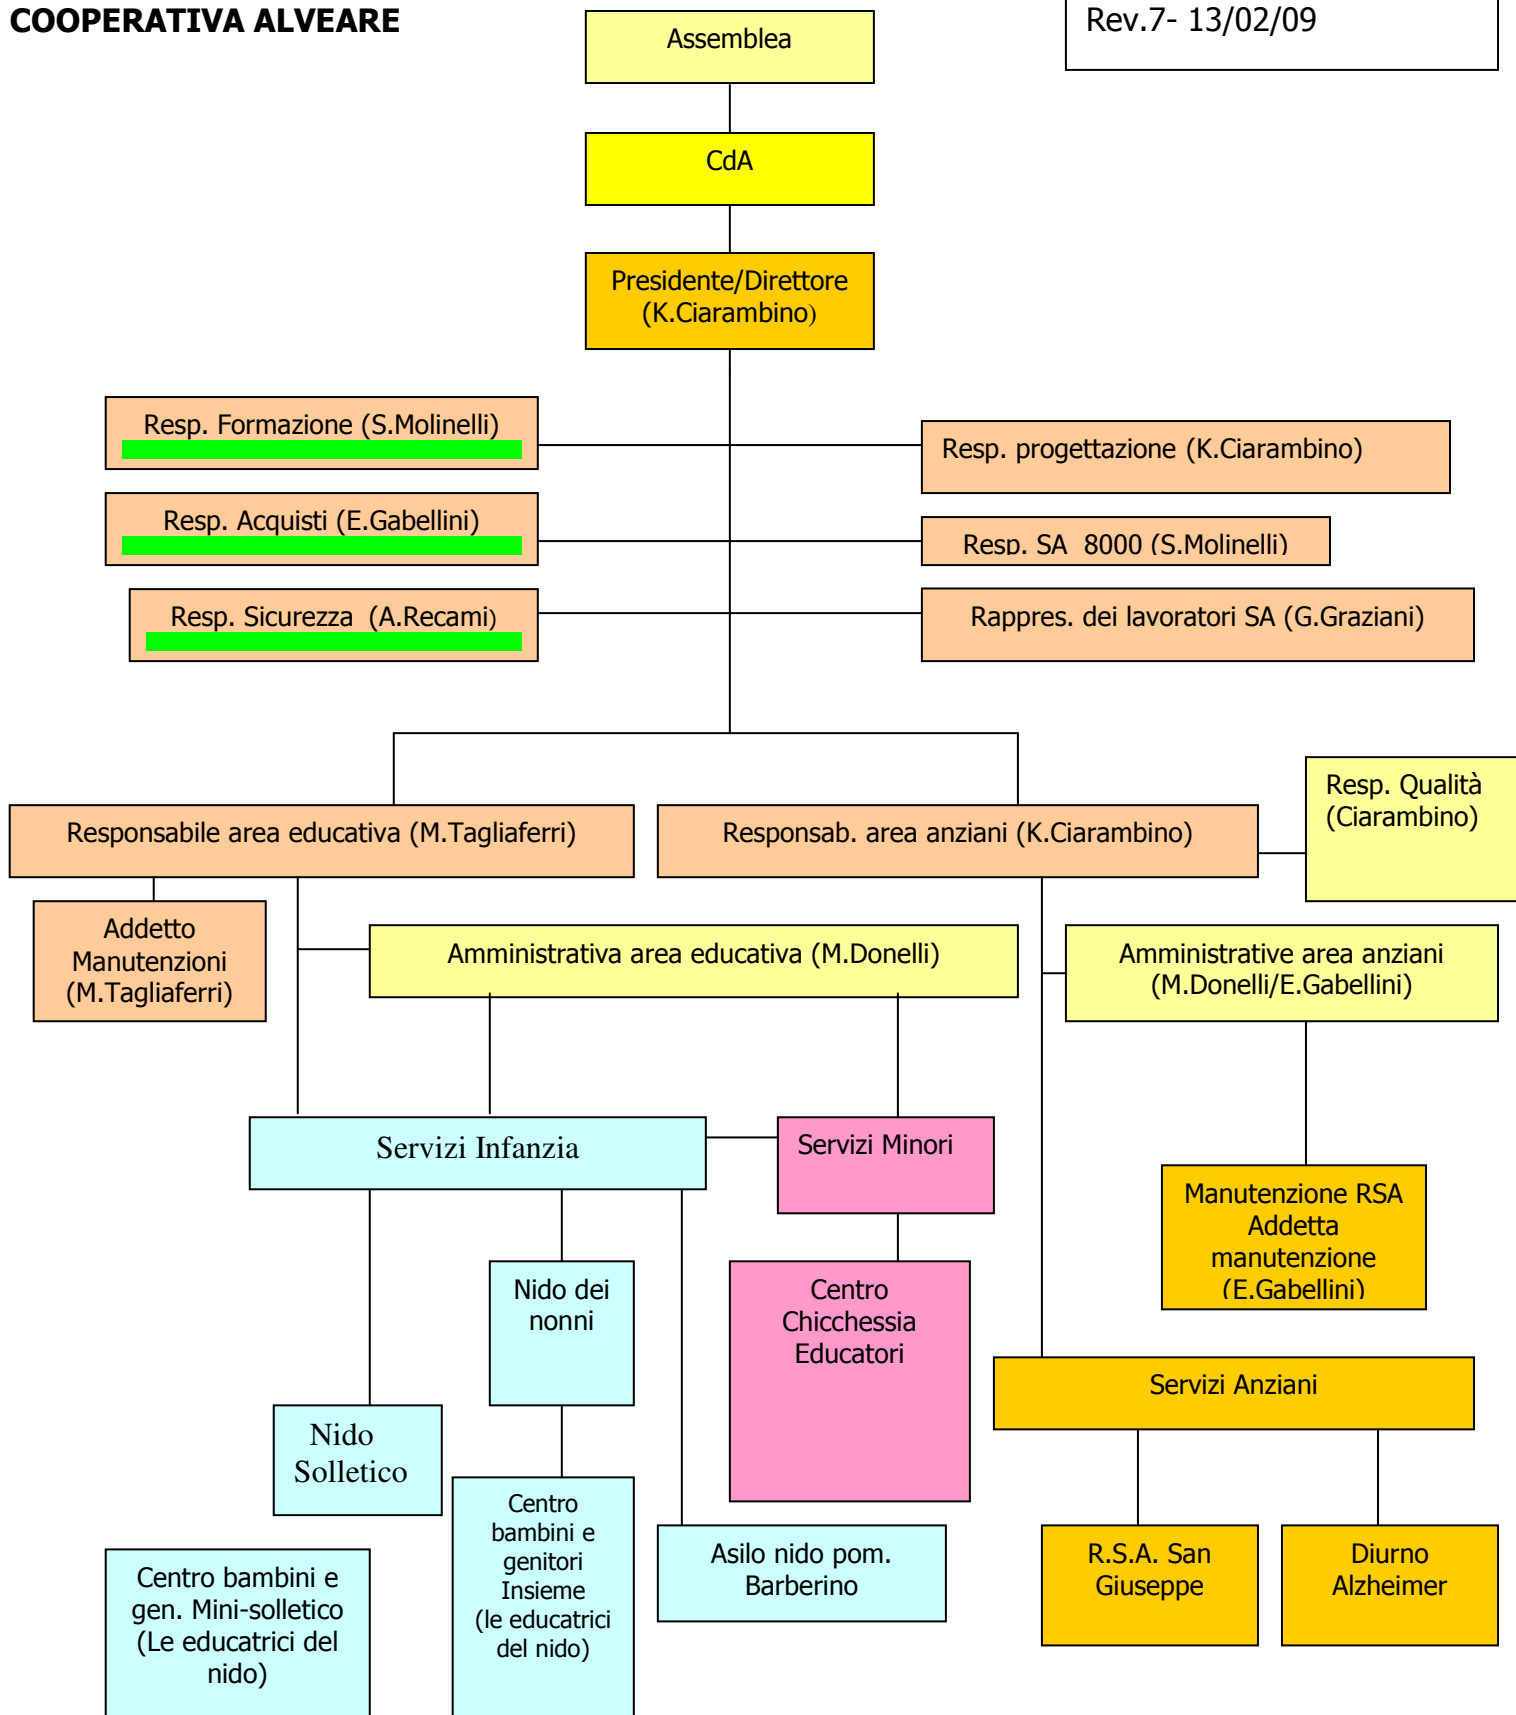 COOPERATIVA ALVEARE
Rev.7- 13/02/09
Assemblea
CdA
Presidente/Direttore
(K.Ciarambino)
Resp. Formazione (S.Molinelli)
Resp. progettazione (K.Ciarambino)
Resp. Acquisti (E.Gabellini)
Resp. SA  8000 (S.Molinelli)
Resp. Sicurezza  (A.Recami)
Rappres. dei lavoratori SA (G.Graziani)
Resp. Qualità
(Ciarambino)
Responsabile area educativa (M.Tagliaferri)
Responsab. area anziani (K.Ciarambino)
Addetto
Manutenzioni
(M.Tagliaferri)
Amministrativa area educativa (M.Donelli)
Amministrative area anziani
(M.Donelli/E.Gabellini)
Servizi Infanzia
Servizi Minori
Manutenzione RSA
Addetta
manutenzione
(E.Gabellini)
Nido dei
nonni
Centro
Chicchessia
Educatori
Servizi Anziani
Nido
Solletico
Centro
bambini e
genitori
Insieme
(le educatrici
del nido)
Asilo nido pom.
Barberino
R.S.A. San
Giuseppe
Diurno
Alzheimer
Centro bambini e
gen. Mini-solletico
(Le educatrici del
nido)